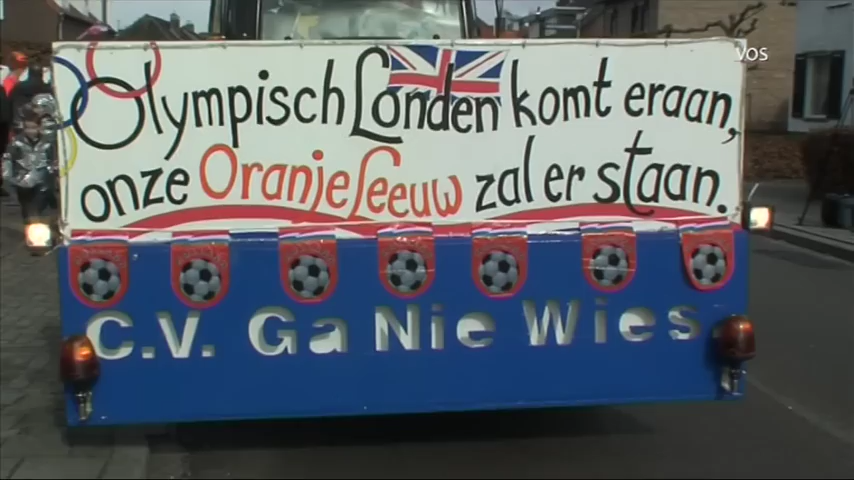 VOS
Olympisch Londen komt eraan,
onze Oranje Leeuw zal er staan.
C.V. Ga Nie Wies